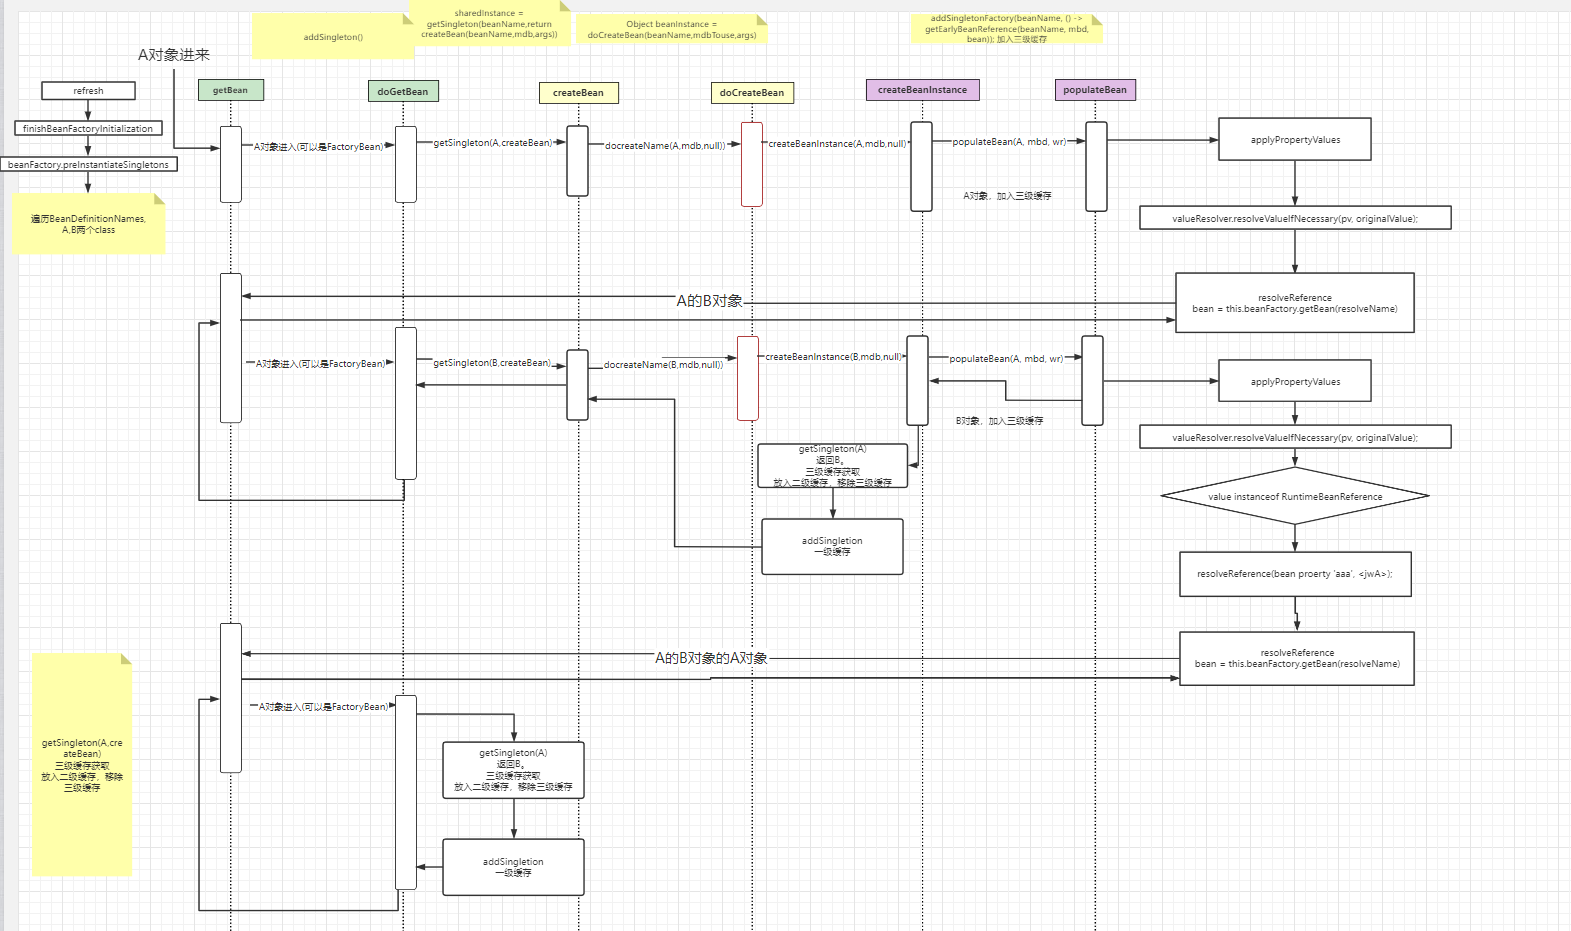 addSingleton()
sharedInstance =
getSingleton(beanName,return
createBean(beanName,mdb,args))
Object beanInstance =
doCreateBean(beanName,mdbTouse,args)
addSingletonFactory(beanName, () ->
getEarlyBeanReference(beanName, mbd,
bean)); 加入三级缓存
A对象进来
refresh
getBean
doGetBean
createBean
doCreateBean
createBeanInstance
populateBean
finishBeanFactoryInitialization
beanFactory.preInstantiateSingletons
A对象进入(可以是FactoryBean)
getSingleton(A,createBean)
docreateName(A,mdb,null))
createBeanInstance(A,mdb,null)
populateBean(A, mbd, wr)
applyPropertyValues
A对象，加入三级缓存
遍历BeanDefinitionNames,
A,B两个class
valueResolver.resolveValueIfNecessary(pv, originalValue);
A的B对象
resolveReference
bean = this.beanFactory.getBean(resolveName)
A对象进入(可以是FactoryBean)
getSingleton(B,createBean)
docreateName(B,mdb,null))
createBeanInstance(B,mdb,null)
populateBean(A, mbd, wr)
applyPropertyValues
B对象，加入三级缓存
valueResolver.resolveValueIfNecessary(pv, originalValue);
getSingleton(A)
返回B。
三级缓存获取
放入二级缓存，移除三级缓存
value instanceof RuntimeBeanReference
addSingletion
一级缓存
resolveReference(bean proerty 'aaa', <jwA>);
A的B对象的A对象
resolveReference
bean = this.beanFactory.getBean(resolveName)
A对象进入(可以是FactoryBean)
getSingleton(A,cre
ateBean)
三级缓存获取
放入二级缓存，移除
三级缓存
getSingleton(A)
返回B。
三级缓存获取
放入二级缓存，移除三级缓存
addSingletion
一级缓存